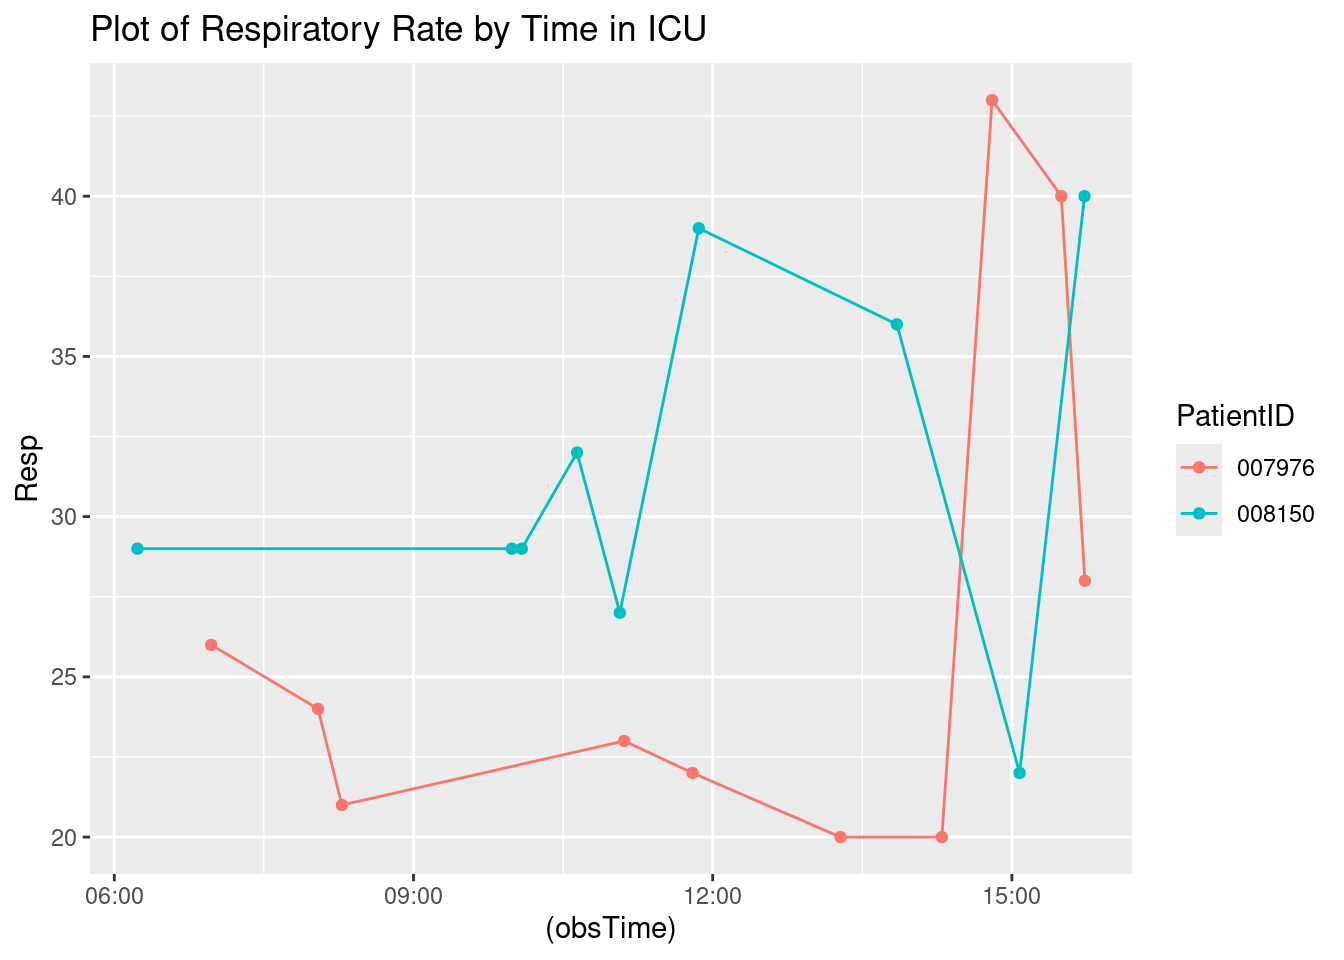 Plot of Respiratory Rate by Time in ICU
Resp
40
35
30
25
20
06:00 09:00 12:00 15:00
(obsTime)
PatientID
007976
008150